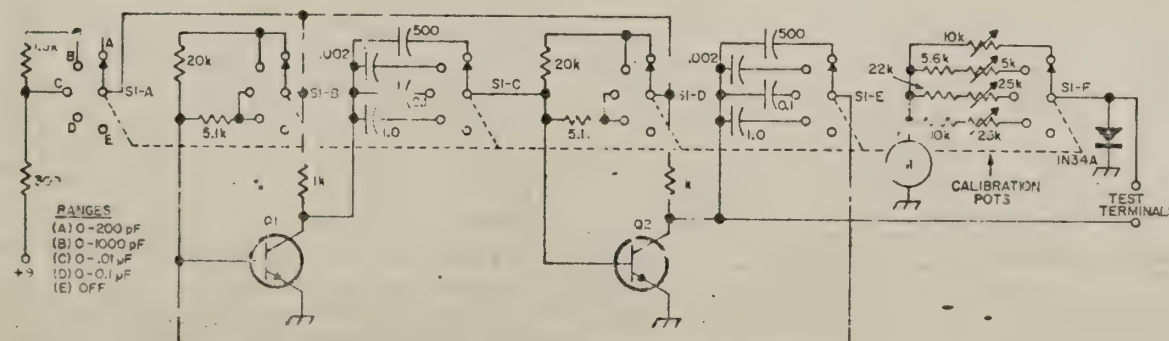 A
B
C
D
E
S1-A
+9
RANGES
(A) 0-200 pF
(B) 0-1000 pF
(C) 0-.01 µF
(D) 0-0.1 µF
(E) OFF
20k
5.1k
S1-B
1k
Q1
500
.002
0.1
1.0
S1-C
20k
5.1
S1-D
k
Q2
500
.002
0.1
1.0
S1-E
10k
5.6k
5k
22k
25k
10k
25k
S1-F
1N34A
CALIBRATION
POTS
TEST
TERMINALS